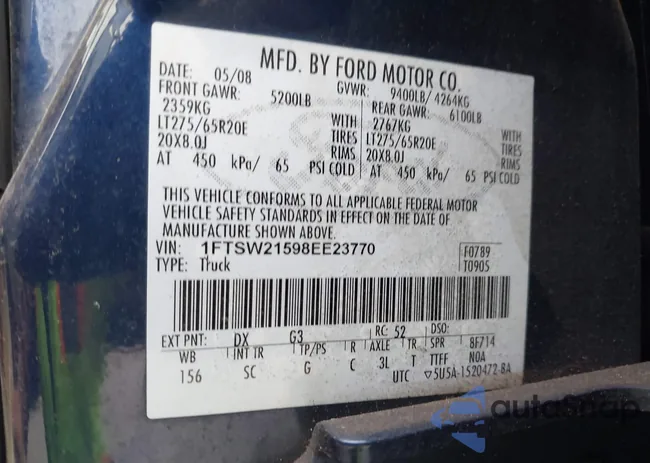 MFD. BY FORD MOTOR CO.
DATE: 05/08 GVWR: 9400LB/ 4264KG
FRONT GAWR: 5200LB REAR GAWR: 6100LB
2359KG WITH 2767KG WITH
LT275/65R20E TIRES LT275/65R20E TIRES
20X8.0J RIMS 20X8.0J RIMS
AT 450 kPa/ 65 PSI COLD AT 450 kPa/ 65 PSI COLD
THIS VEHICLE CONFORMS TO ALL APPLICABLE FEDERAL MOTOR
VEHICLE SAFETY STANDARDS IN EFFECT ON THE DATE OF
MANUFACTURE SHOWN ABOVE.
VIN: 1FTSW21598EE23770 F0789
TYPE: Truck T0905
EXT PNT: DX G3 RC: 52 DSO:
WB INT TR TP/PS R AXLE TR SPR 8F714
156 SC G C 3L T TTFF N0A
UTC ▽5U5A-1520472-BA
autoSnap